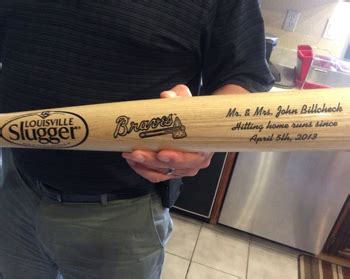 LOUISVILLE
Slugger
Braves
Mr. & Mrs. John Billcheck
Hitting home runs since
April 5th, 2013